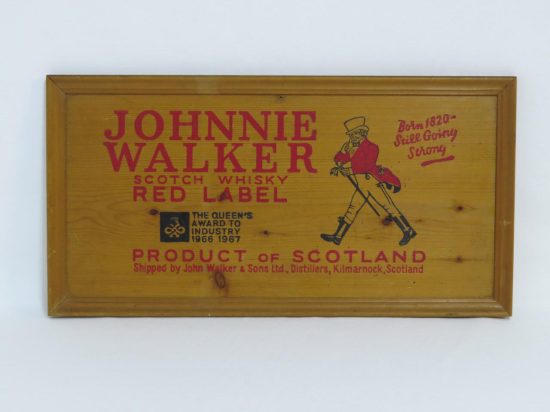 JOHNNIE
WALKER
SCOTCH WHISKY
RED LABEL
THE QUEEN'S
AWARD TO
INDUSTRY
1966 1967
Born 1820-
Still Going
Strong
PRODUCT OF SCOTLAND
Shipped by John Walker & Sons Ltd., Distillers, Kilmarnock, Scotland